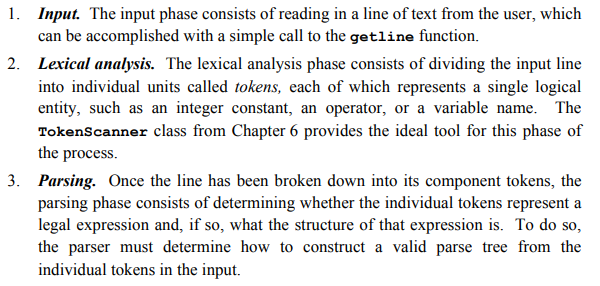 1. Input. The input phase consists of reading in a line of text from the user, which
can be accomplished with a simple call to the getline function.
2. Lexical analysis. The lexical analysis phase consists of dividing the input line
into individual units called tokens, each of which represents a single logical
entity, such as an integer constant, an operator, or a variable name. The
TokenScanner class from Chapter 6 provides the ideal tool for this phase of
the process.
3. Parsing. Once the line has been broken down into its component tokens, the
parsing phase consists of determining whether the individual tokens represent a
legal expression and, if so, what the structure of that expression is. To do so,
the parser must determine how to construct a valid parse tree from the
individual tokens in the input.